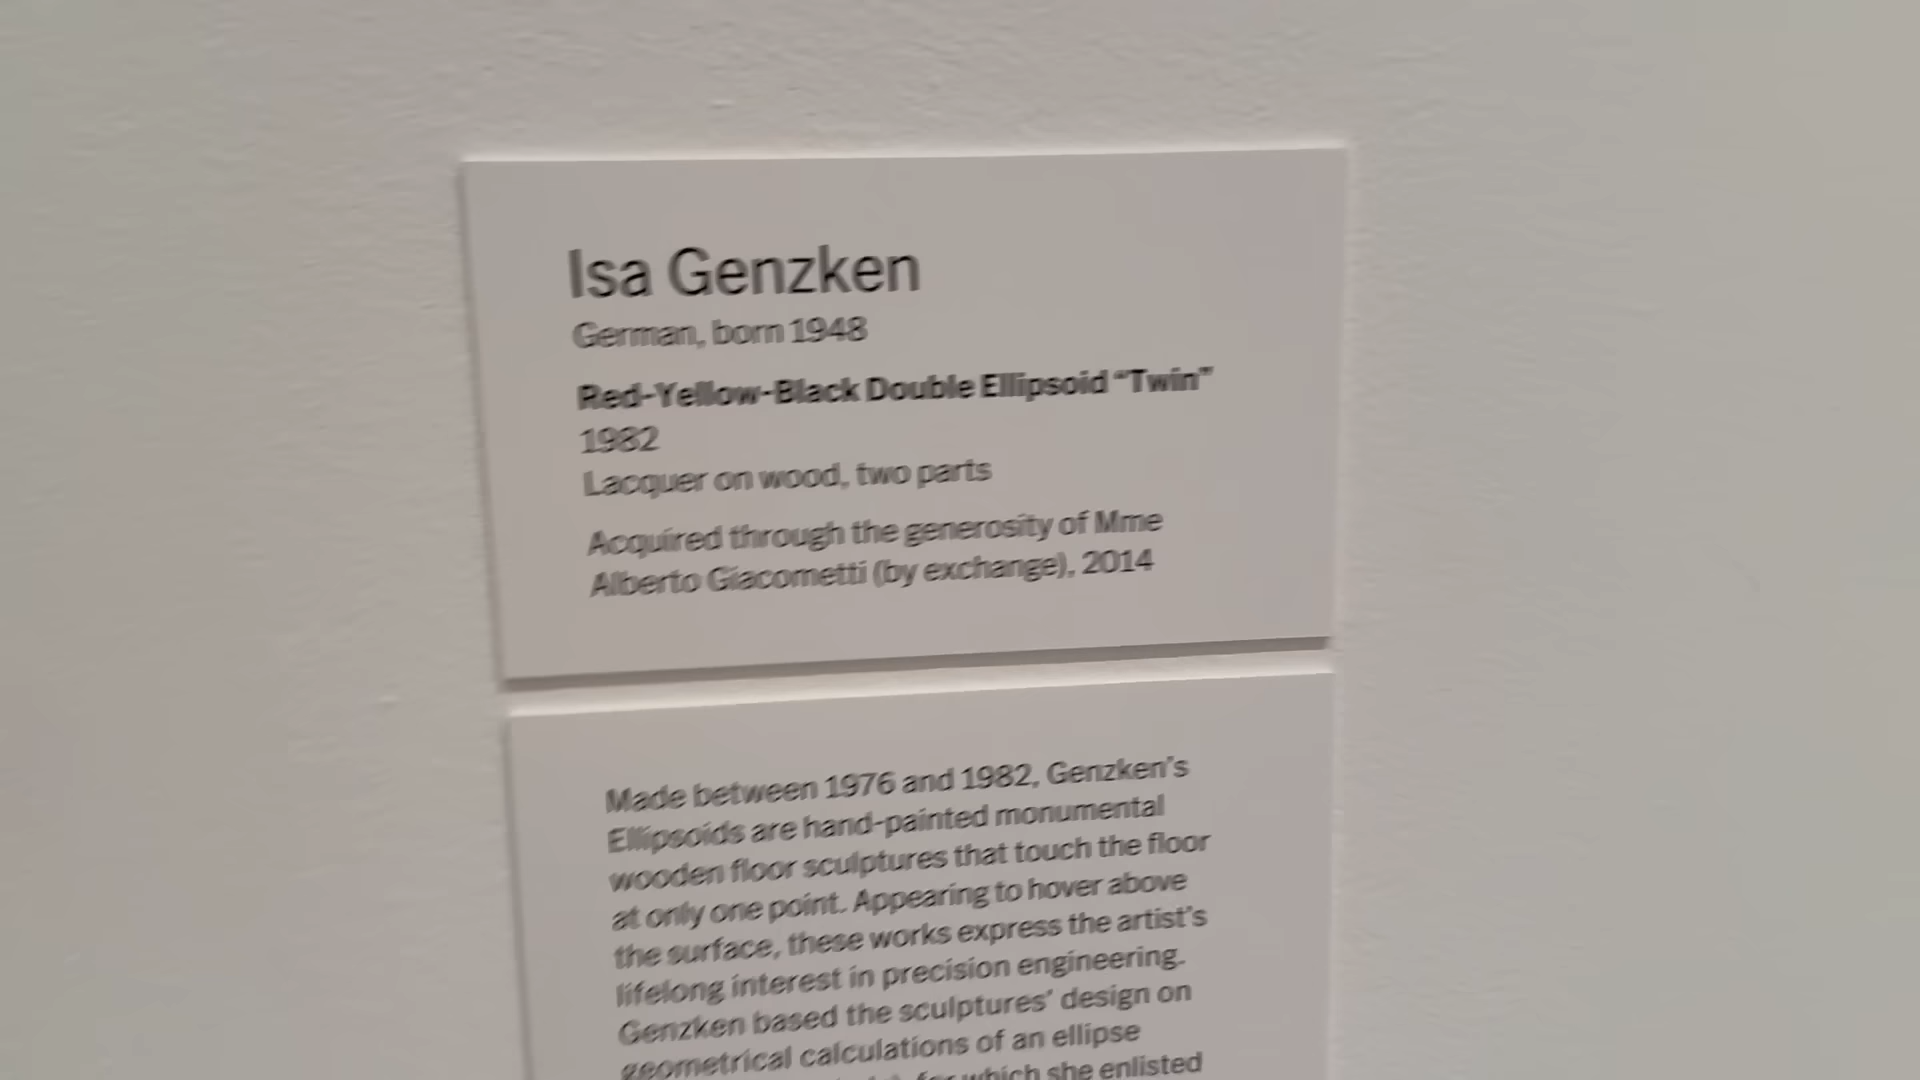 Isa Genzken
German, born 1948
Red-Yellow-Black Double Ellipsoid “Twin”
1982
Lacquer on wood, two parts
Acquired through the generosity of Mme
Alberto Giacometti (by exchange), 2014
Made between 1976 and 1982, Genzken’s
Ellipsoids are hand-painted monumental
wooden floor sculptures that touch the floor
at only one point. Appearing to hover above
the surface, these works express the artist’s
lifelong interest in precision engineering.
Genzken based the sculptures’ design on
geometrical calculations of an ellipse
for which she enlisted